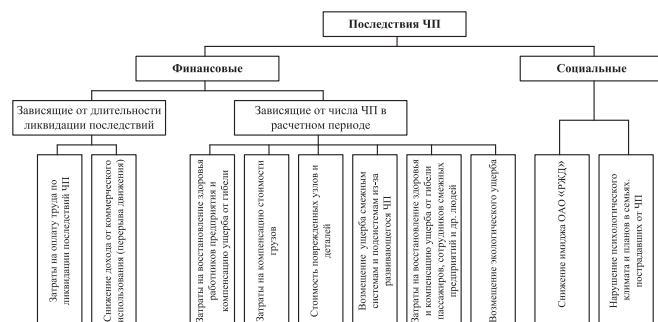 Последствия ЧП
Финансовые
Социальные
Зависящие от длительности
ликвидации последствий
Зависящие от числа ЧП в
расчетном периоде
Затраты на оплату труда по
ликвидации последствий ЧП
Снижение дохода от коммерческого
использования (перерыва движения)
Затраты на восстановление здоровья
работников предприятия и
компенсацию ущерба от гибели
Затраты на компенсацию стоимости
грузов
Стоимость поврежденных узлов и
деталей
Возмещение ущерба смежным
системам и подсистемам из-за
развивающегося ЧП
Затраты на восстановление здоровья
и компенсацию ущерба от гибели
пассажиров, сотрудников смежных
предприятий и др. людей
Возмещение экологического ущерба
Снижение имиджа ОАО «РЖД»
Нарушение психологического
климата и планов в семьях.
пострадавших от ЧП